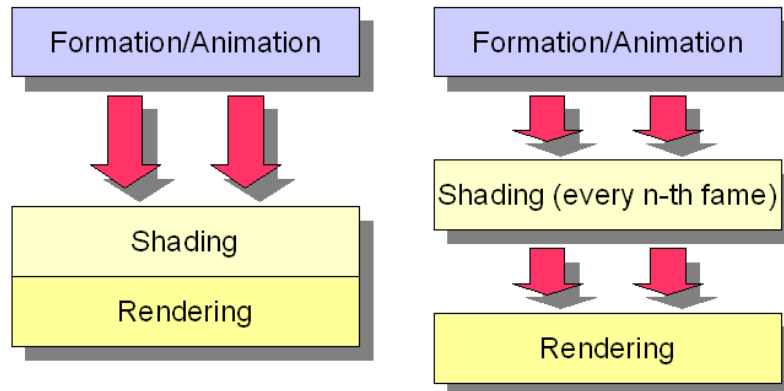 Formation/Animation
Shading
Rendering
Formation/Animation
Shading (every n-th fame)
Rendering